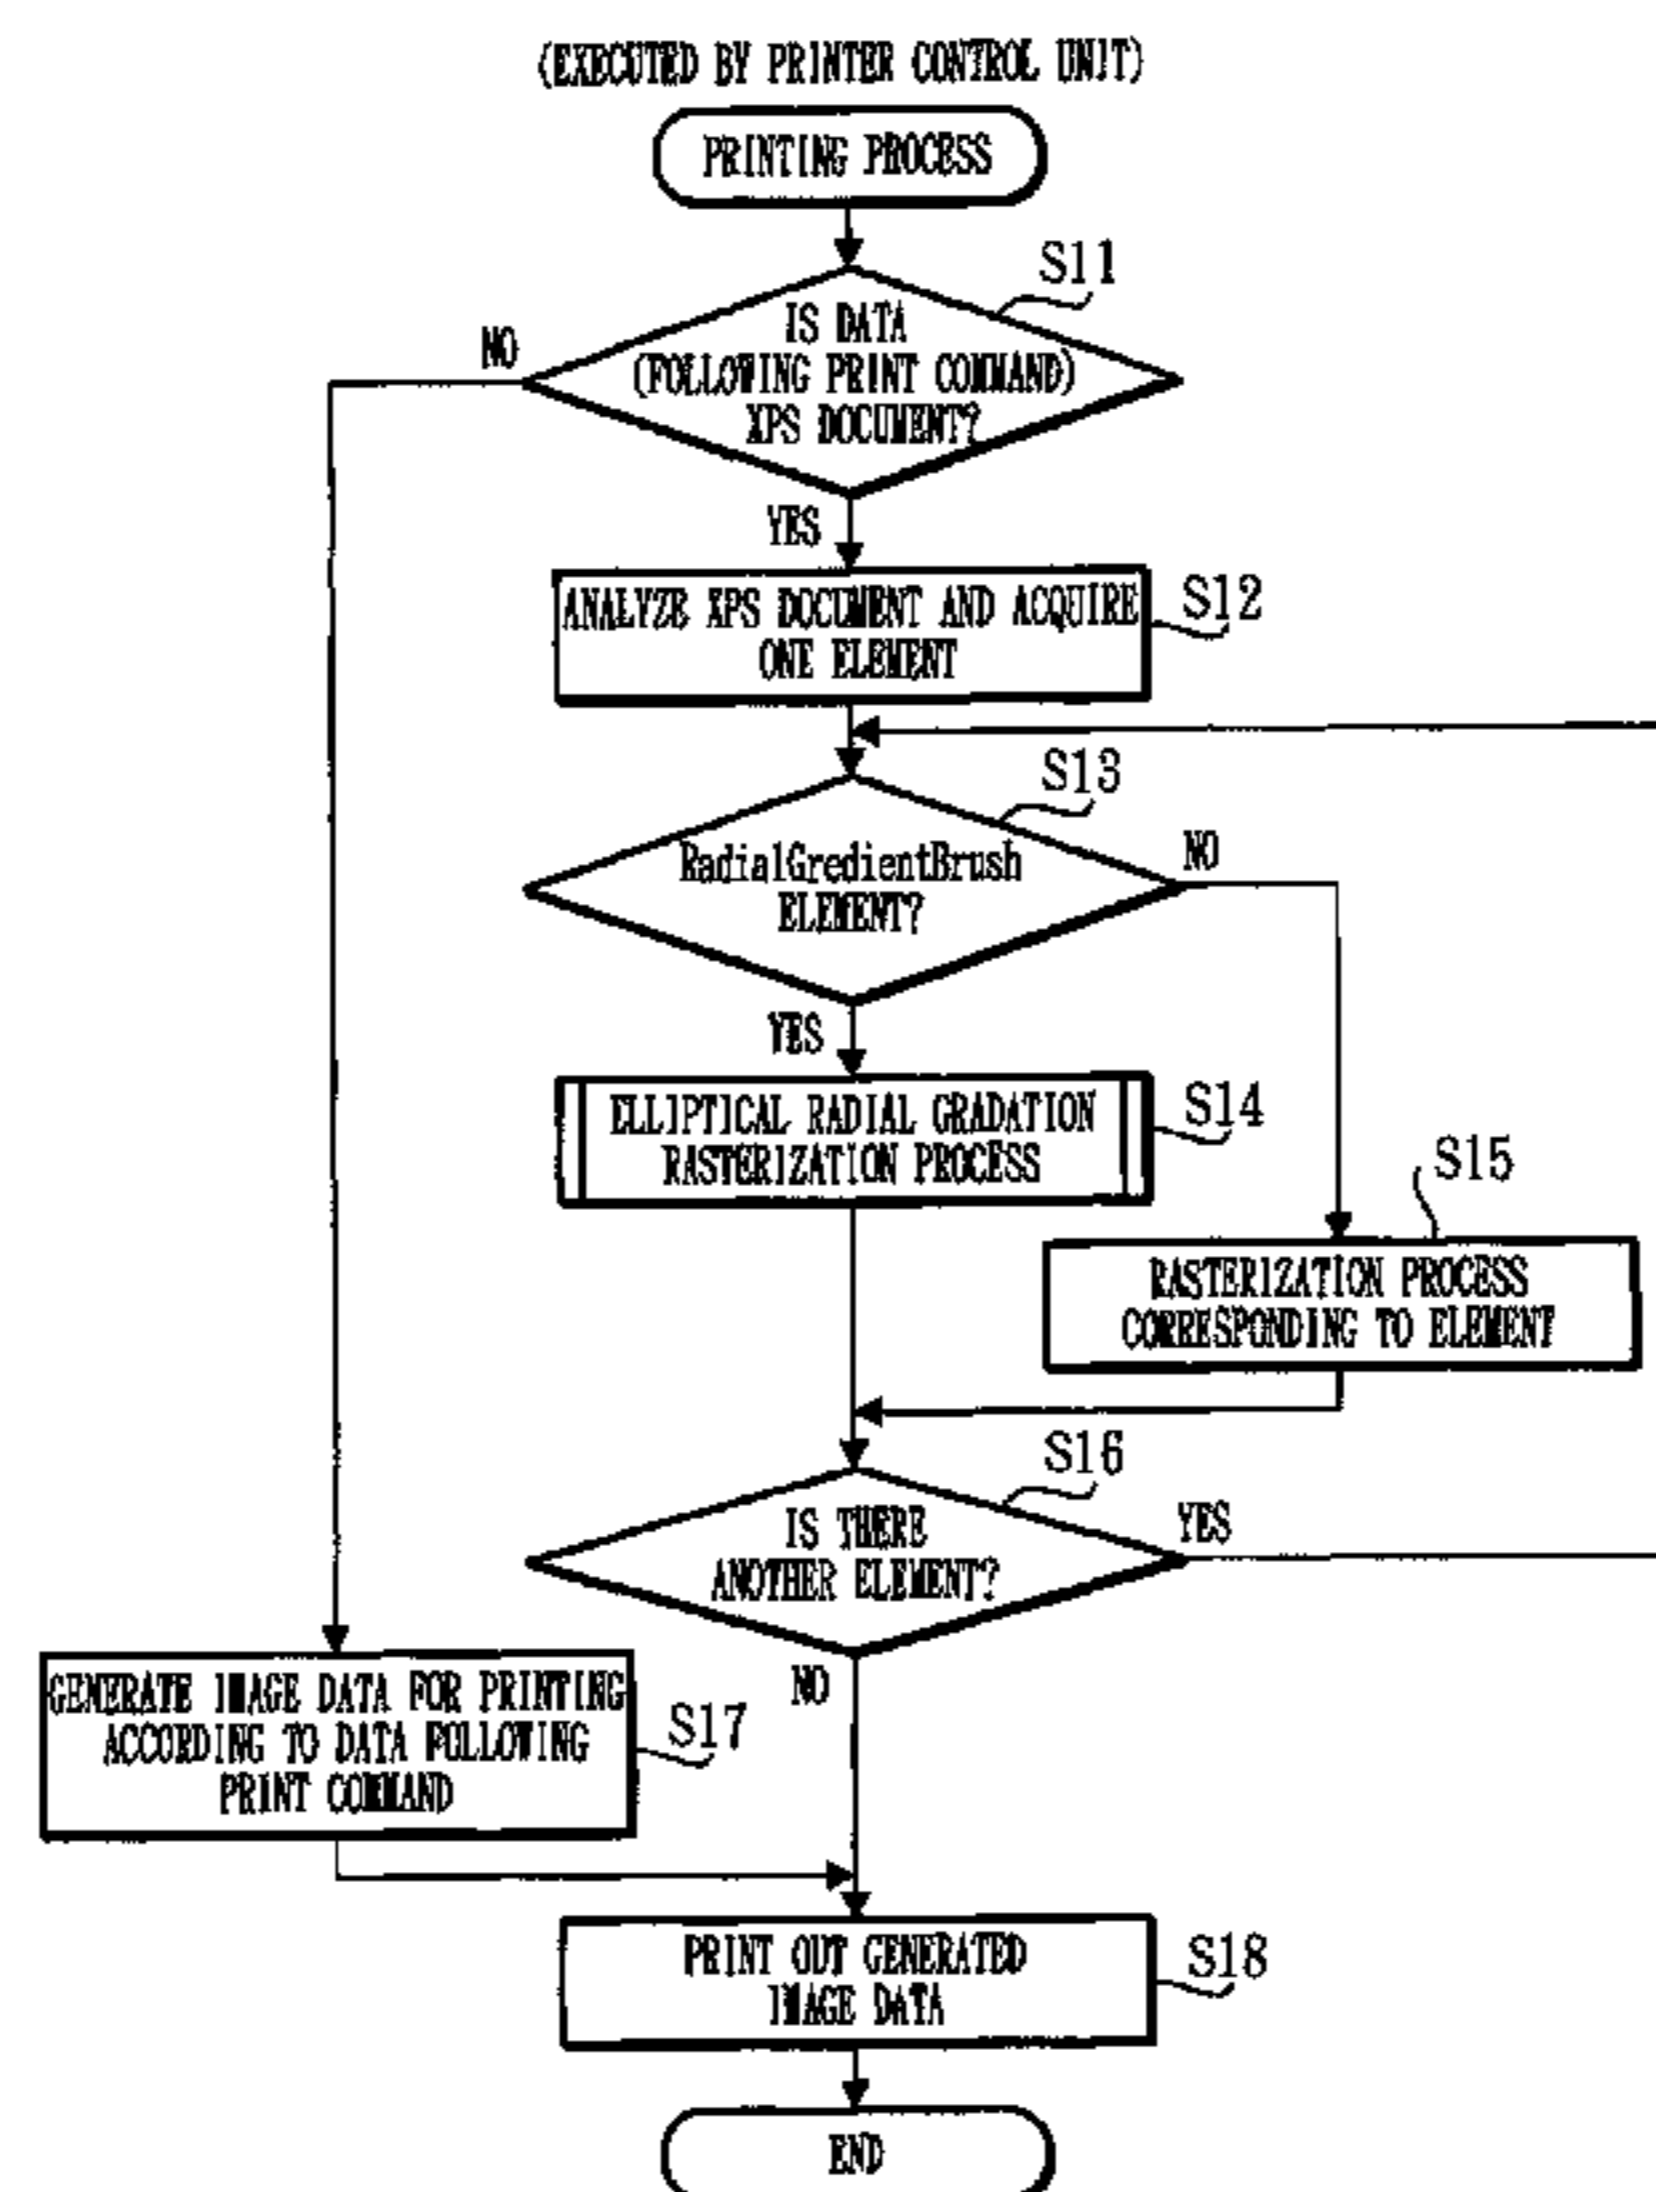 (EXECUTED BY PRINTER CONTROL UNIT)
PRINTING PROCESS
S11
IS DATA
(FOLLOWING PRINT COMMAND)
XPS DOCUMENT?
NO
YES
S12
ANALYZE XPS DOCUMENT AND ACQUIRE
ONE ELEMENT
S13
RadialGredientBrush
ELEMENT?
NO
YES
S14
ELLIPTICAL RADIAL GRADATION
RASTERIZATION PROCESS
S15
RASTERIZATION PROCESS
CORRESPONDING TO ELEMENT
S16
IS THERE
ANOTHER ELEMENT?
YES
NO
GENERATE IMAGE DATA FOR PRINTING
ACCORDING TO DATA FOLLOWING
PRINT COMMAND
S17
PRINT OUT GENERATED
IMAGE DATA
S18
END